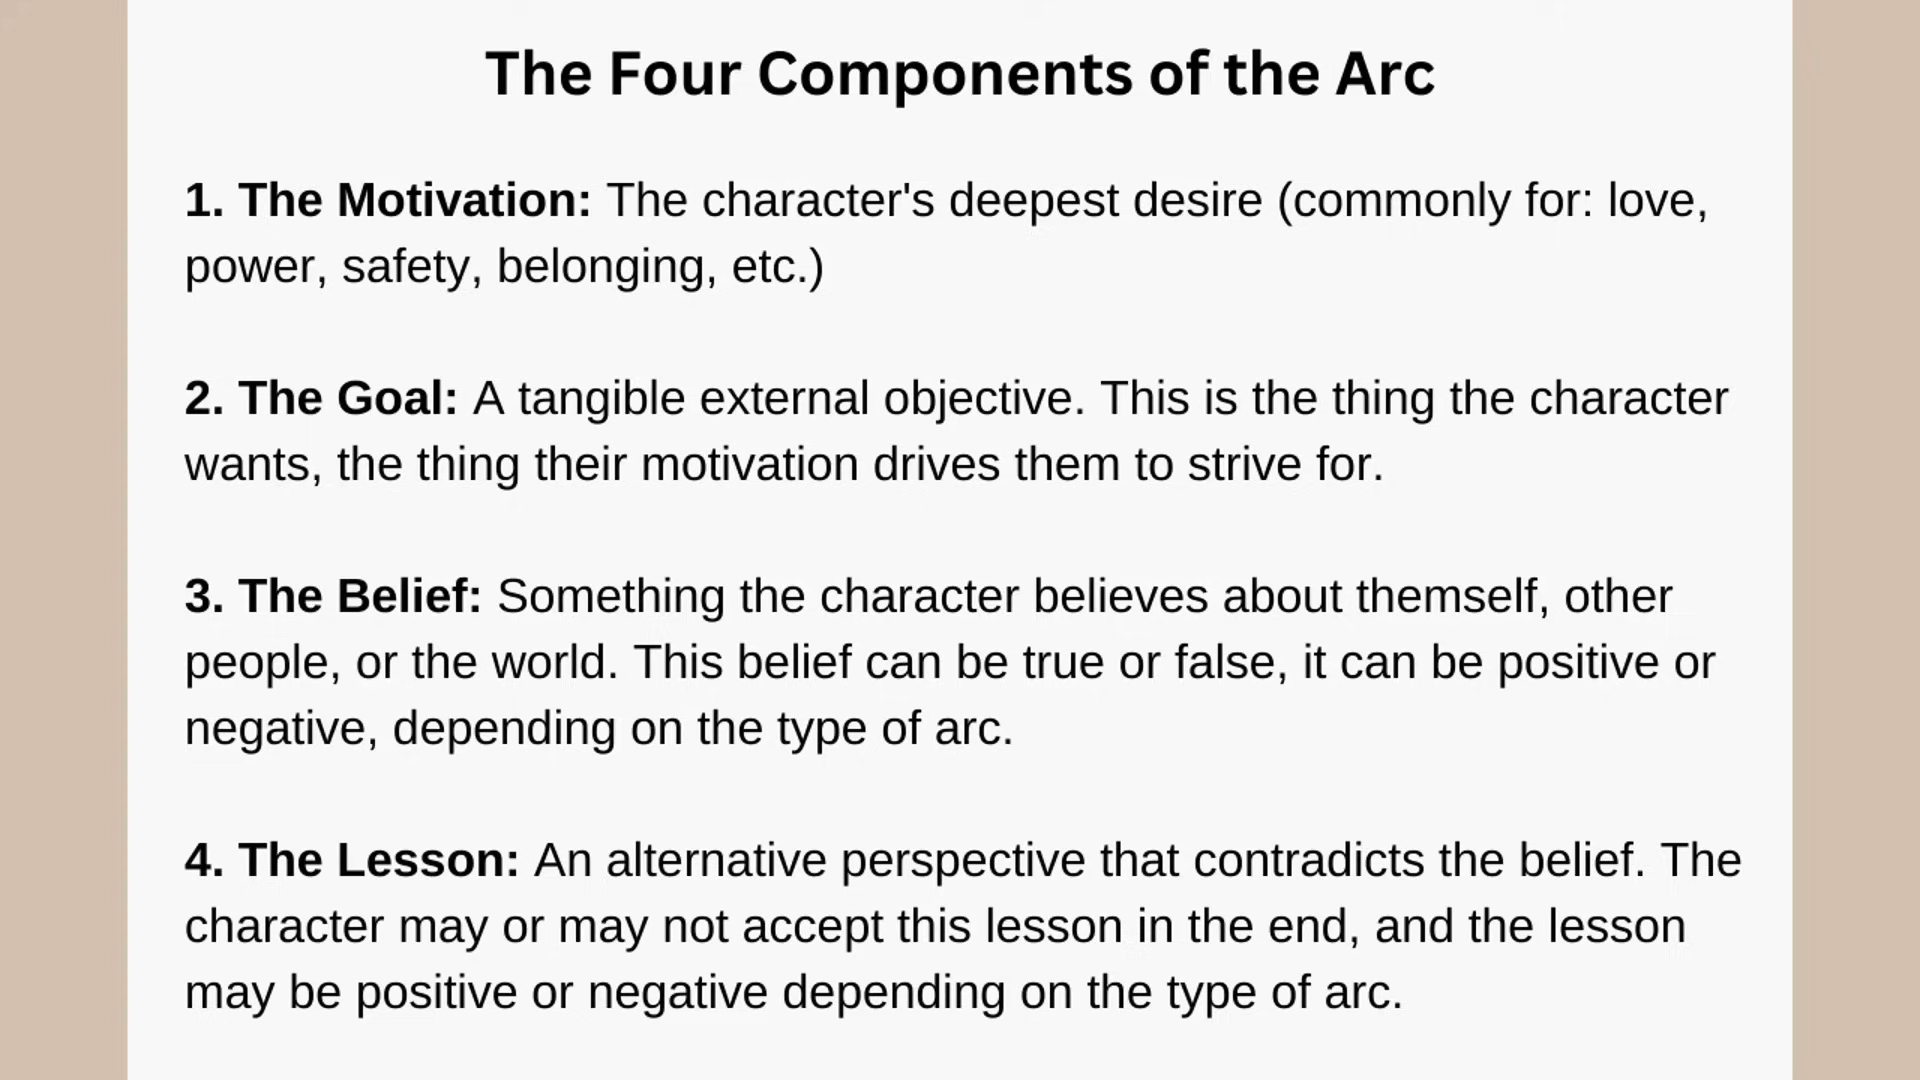 The Four Components of the Arc
1. The Motivation: The character's deepest desire (commonly for: love,
power, safety, belonging, etc.)
2. The Goal: A tangible external objective. This is the thing the character
wants, the thing their motivation drives them to strive for.
3. The Belief: Something the character believes about themself, other
people, or the world. This belief can be true or false, it can be positive or
negative, depending on the type of arc.
4. The Lesson: An alternative perspective that contradicts the belief. The
character may or may not accept this lesson in the end, and the lesson
may be positive or negative depending on the type of arc.